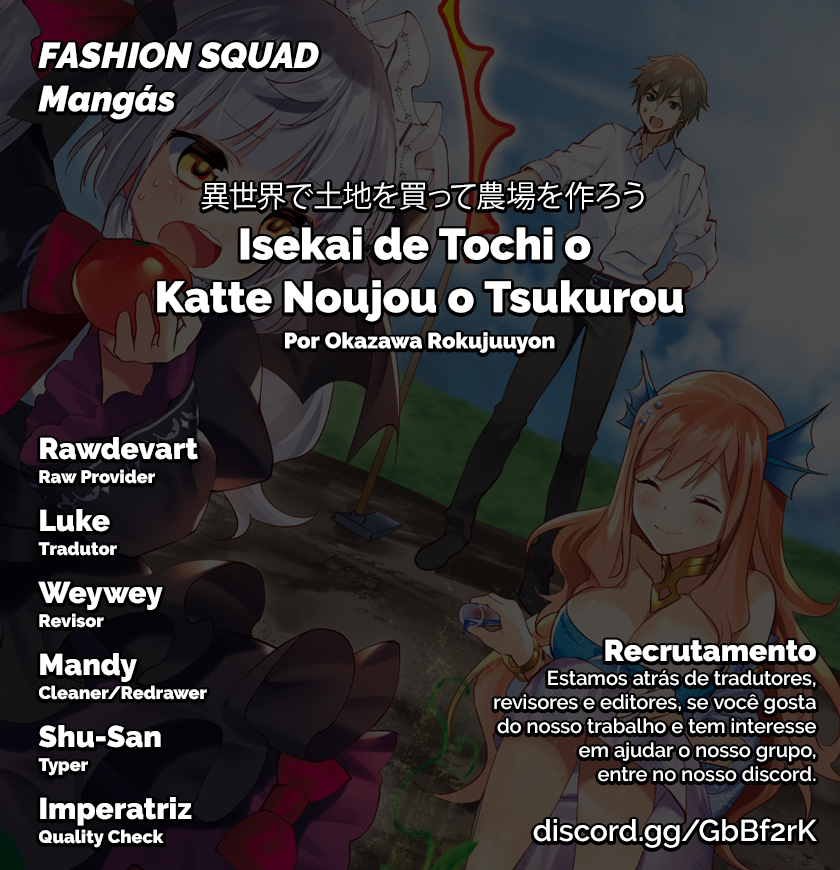 FASHION SQUAD
Mangás
異世界で土地を買って農場を作ろう
Isekai de Tochi o
Katte Noujou o Tsukurou
Por Okazawa Rokujuuyon
Rawdevart
Raw Provider
Luke
Tradutor
Weywey
Revisor
Mandy
Cleaner/Redrawer
Shu-San
Typer
Imperatriz
Quality Check
Recrutamento
Estamos atrás de tradutores,
revisores e editores, se você gosta
do nosso trabalho e tem interesse
em ajudar o nosso grupo,
entre no nosso discord.
discord.gg/GbBf2rK